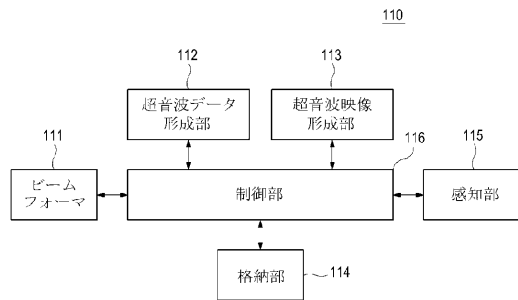 110
112
113
超音波データ
形成部
超音波映像
形成部
111
116
115
ビーム
フォーマ
制御部
感知部
格納部
114